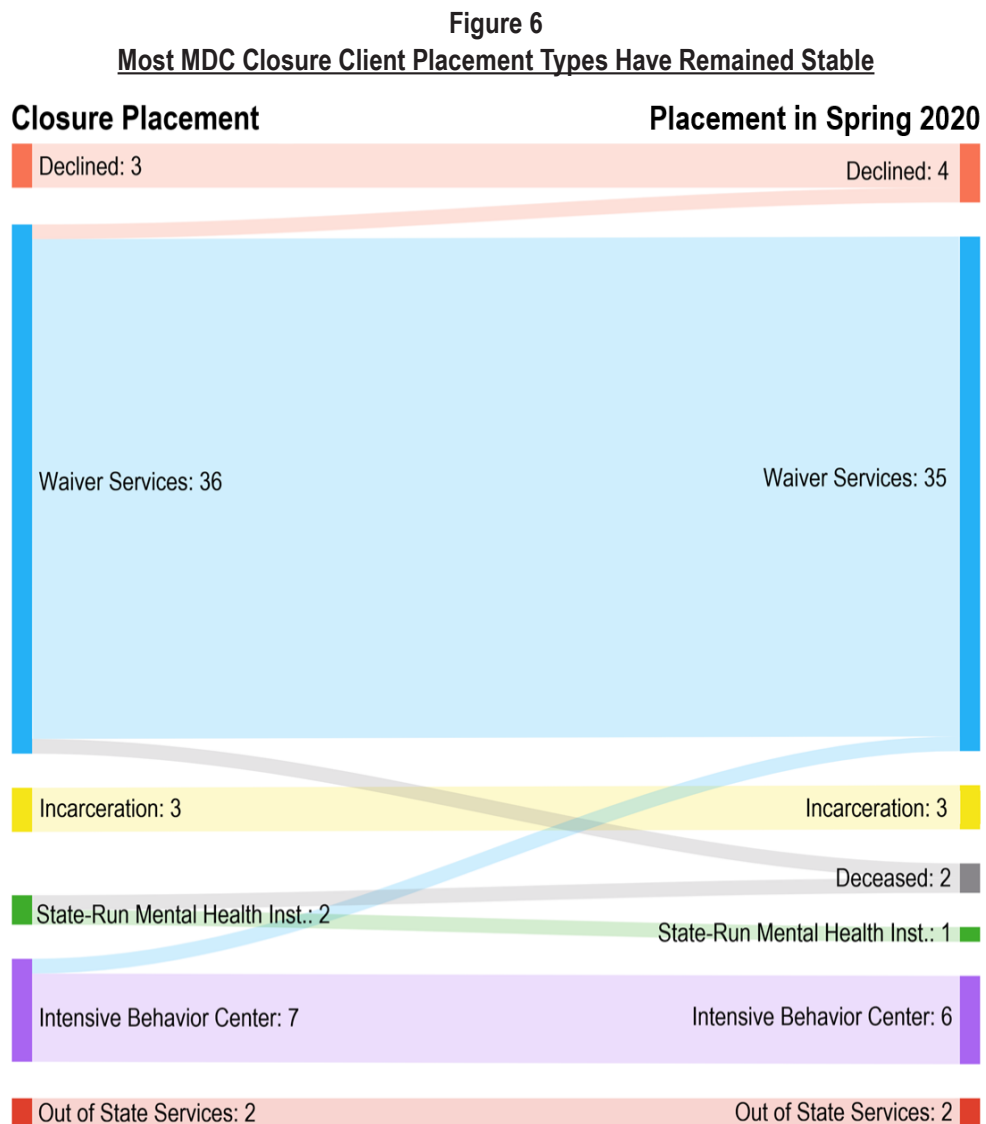 Figure 6
Most MDC Closure Client Placement Types Have Remained Stable
Closure Placement
Placement in Spring 2020
Declined: 3
Declined: 4
Waiver Services: 36
Waiver Services: 35
Incarceration: 3
Incarceration: 3
Deceased: 2
State-Run Mental Health Inst.: 2
State-Run Mental Health Inst.: 1
Intensive Behavior Center: 7
Intensive Behavior Center: 6
Out of State Services: 2
Out of State Services: 2